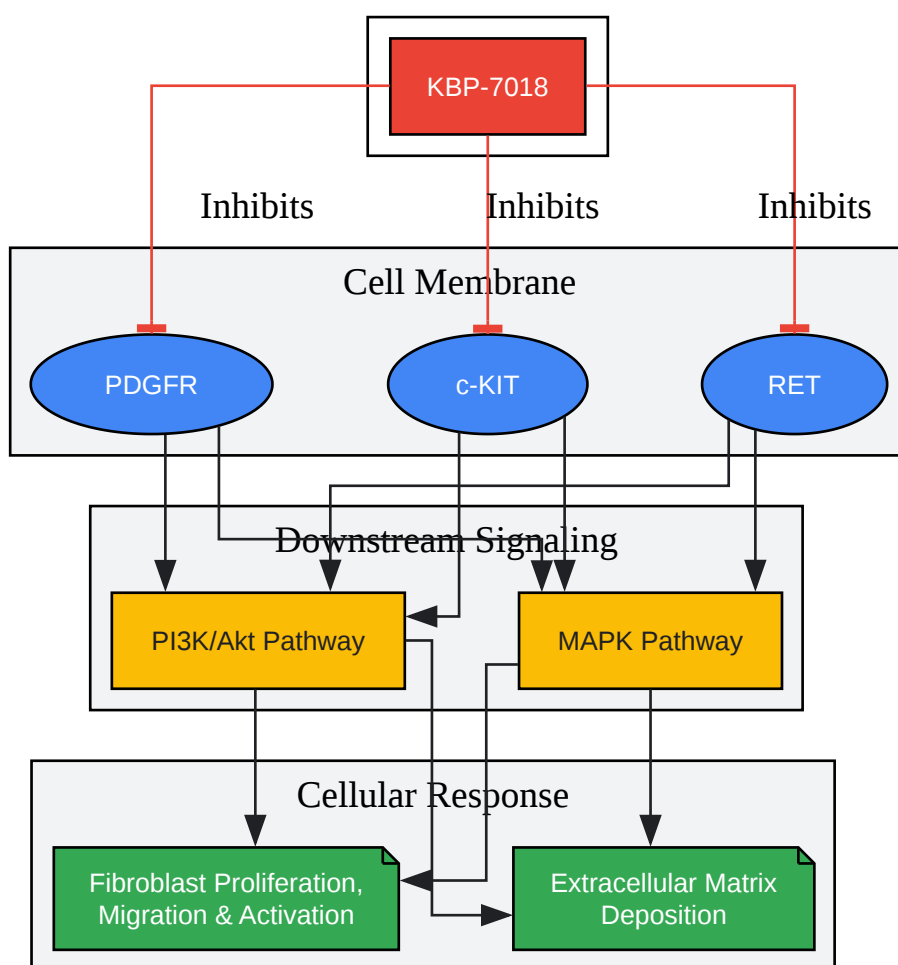 KBP-7018
Inhibits
Inhibits
Inhibits
Cell Membrane
PDGFR
c-KIT
RET
Downstream Signaling
PI3K/Akt Pathway
MAPK Pathway
Cellular Response
Fibroblast Proliferation,
Migration & Activation
Extracellular Matrix
Deposition